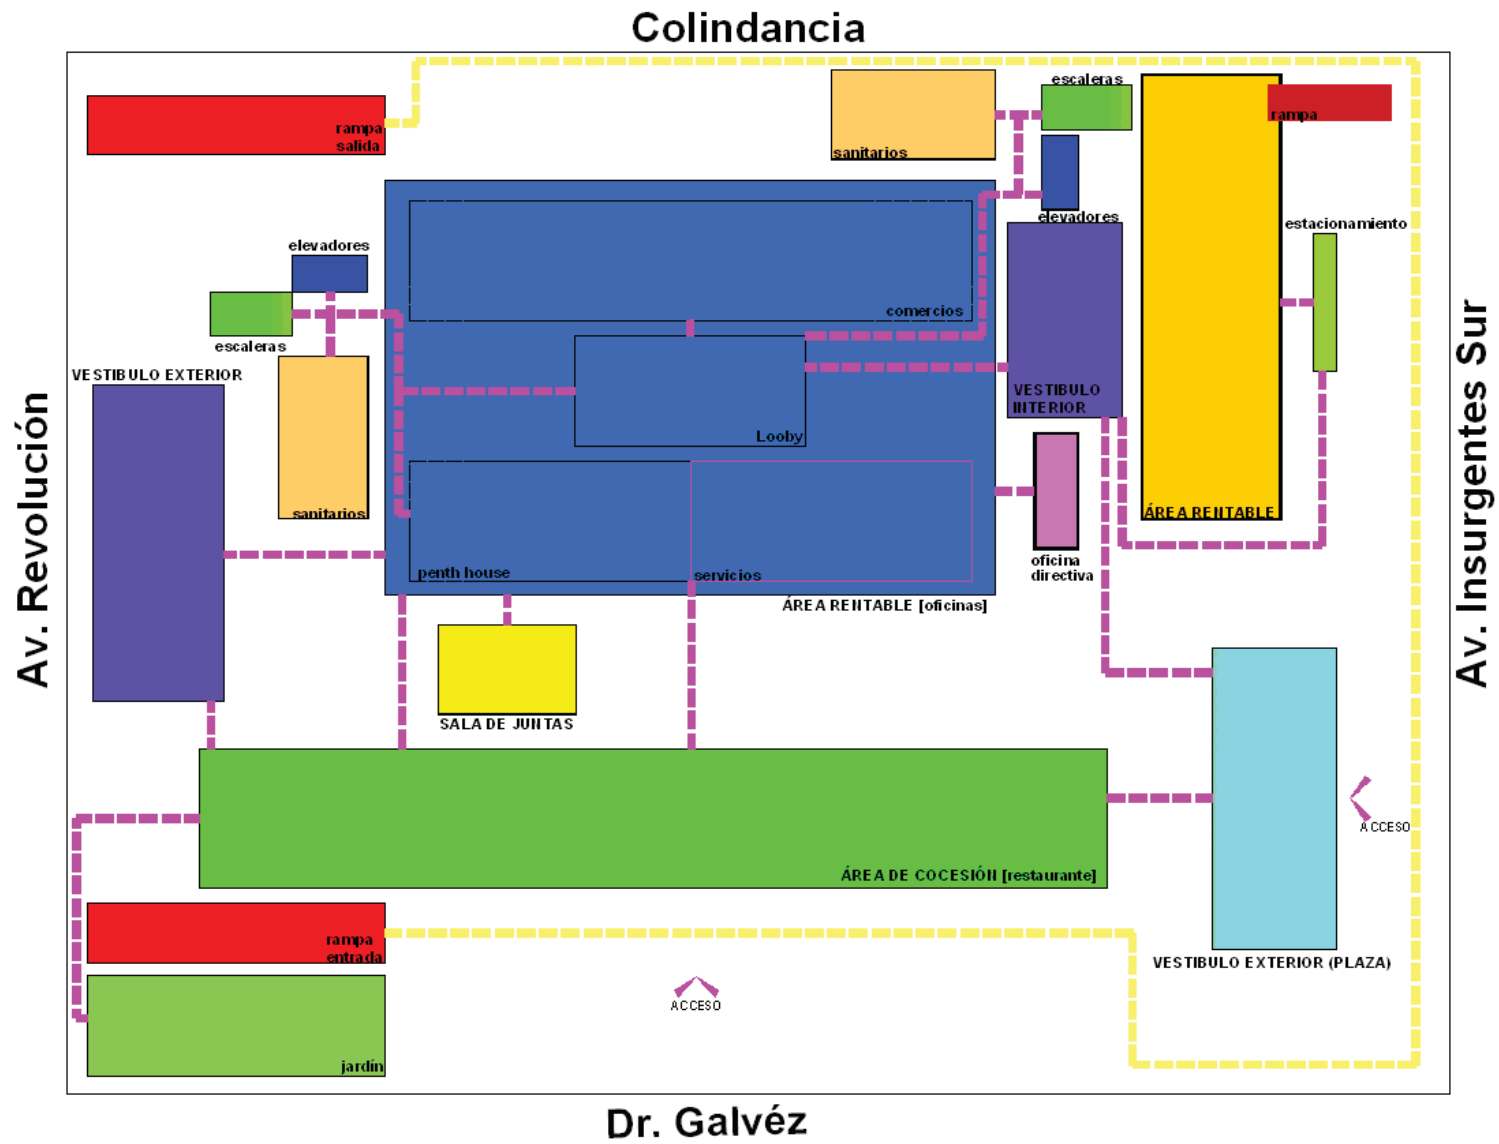 Colindancia
escaleras
rampa
salida
rampa
sanitarios
elevadores
estacionamiento
elevadores
comercios
escaleras
VESTIBULO EXTERIOR
VESTIBULO
INTERIOR
Looby
Av. Revolución
Av. Insurgentes Sur
sanitarios
ÁREA RENTABLE
penth house
servicios
oficina
directiva
ÁREA RENTABLE [oficinas]
SALA DE JUNTAS
ACCESO
ÁREA DE COCESIÓN [restaurante]
rampa
entrada
VESTIBULO EXTERIOR (PLAZA)
ACCESO
jardín
Dr. Galvéz